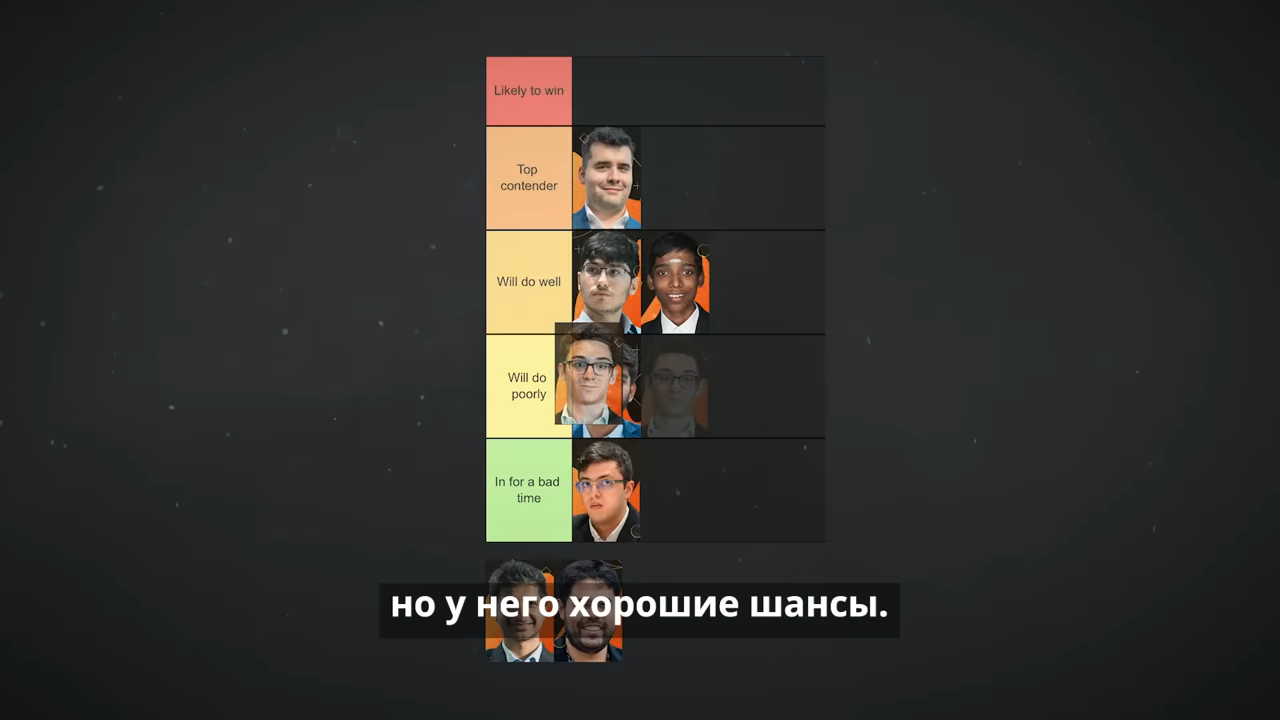 Likely to win
Top
contender
Will do well
Will do
poorly
In for a bad
time
но у него хорошие шансы.